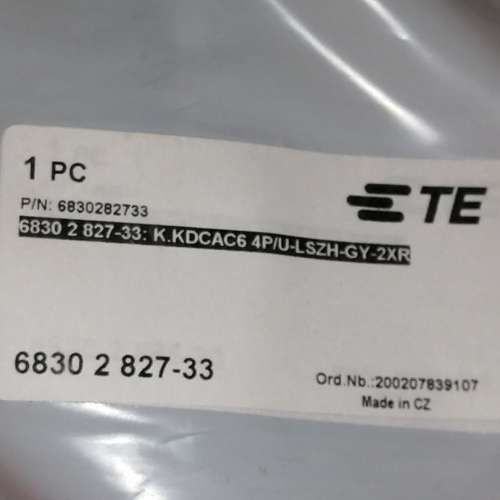 1 PC
TE
P/N: 6830282733
6830 2 827-33: K.KDCAC6 4P/U-LSZH-GY-2XR
6830 2 827-33
Ord.Nb.:200207839107
Made in CZ